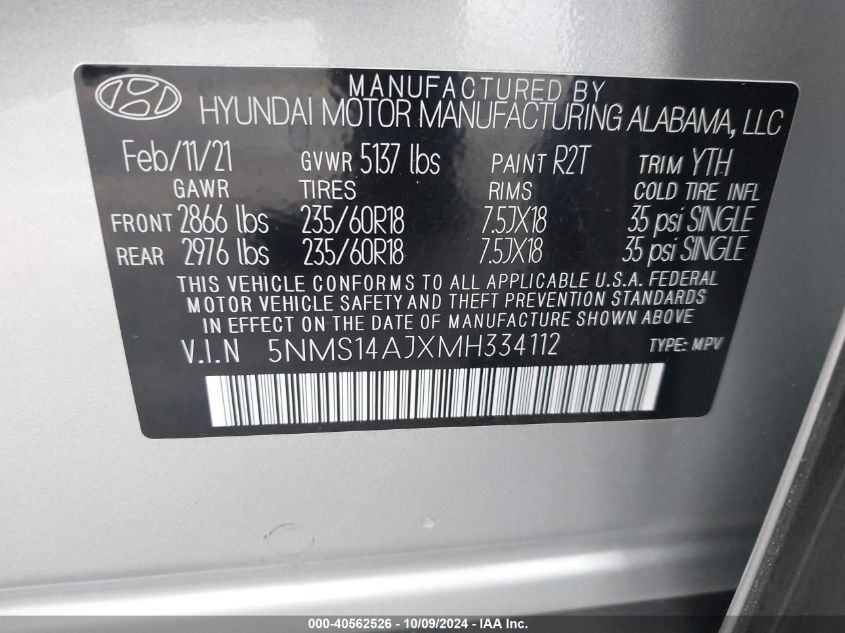 MANUFACTURED BY
HYUNDAI MOTOR MANUFACTURING ALABAMA, LLC
Feb/11/21 GVWR 5137 lbs PAINT R2T TRIM YTH
GAWR TIRES RIMS COLD TIRE INFL
FRONT 2866 lbs 235/60R18 7.5JX18 35 psi SINGLE
REAR 2976 lbs 235/60R18 7.5JX18 35 psi SINGLE
THIS VEHICLE CONFORMS TO ALL APPLICABLE U.S.A. FEDERAL
MOTOR VEHICLE SAFETY AND THEFT PREVENTION STANDARDS
IN EFFECT ON THE DATE OF MANUFACTURE SHOWN ABOVE
V.I.N 5NMS14AJXMH334112 TYPE: MPV
000-40562526 - 10/09/2024 - IAA Inc.